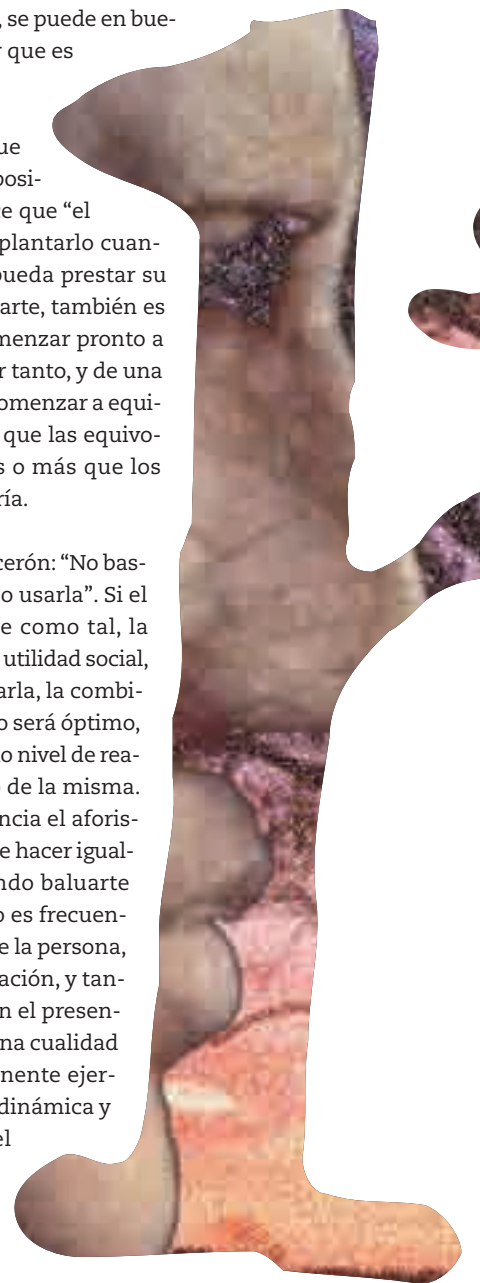 , se puede en bue-
r que es
ue
posi-
ce que “el
plantarlo cuan-
pueda prestar su
arte, también es
menzar pronto a
r tanto, y de una
omenzar a equi-
que las equivo-
s o más que los
ría.
cerón: “No bas-
o usarla”. Si el
e como tal, la
utilidad social,
arla, la combi-
o será óptimo,
o nivel de rea-
de la misma.
ncia el aforis-
e hacer igual-
ndo baluarte
o es frecuen-
e la persona,
ación, y tan-
n el presen-
na cualidad
nente ejer-
dinámica y
el